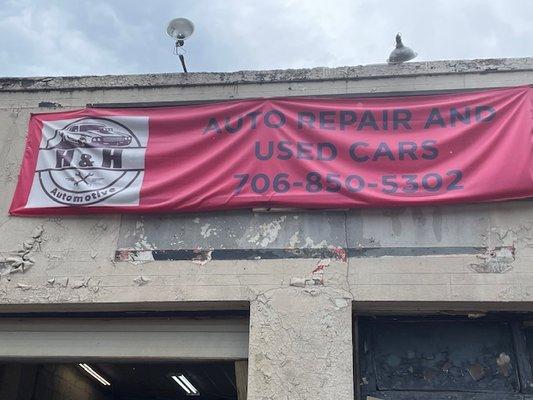 H & H
Automotive
AUTO REPAIR AND
USED CARS
706-850-5302